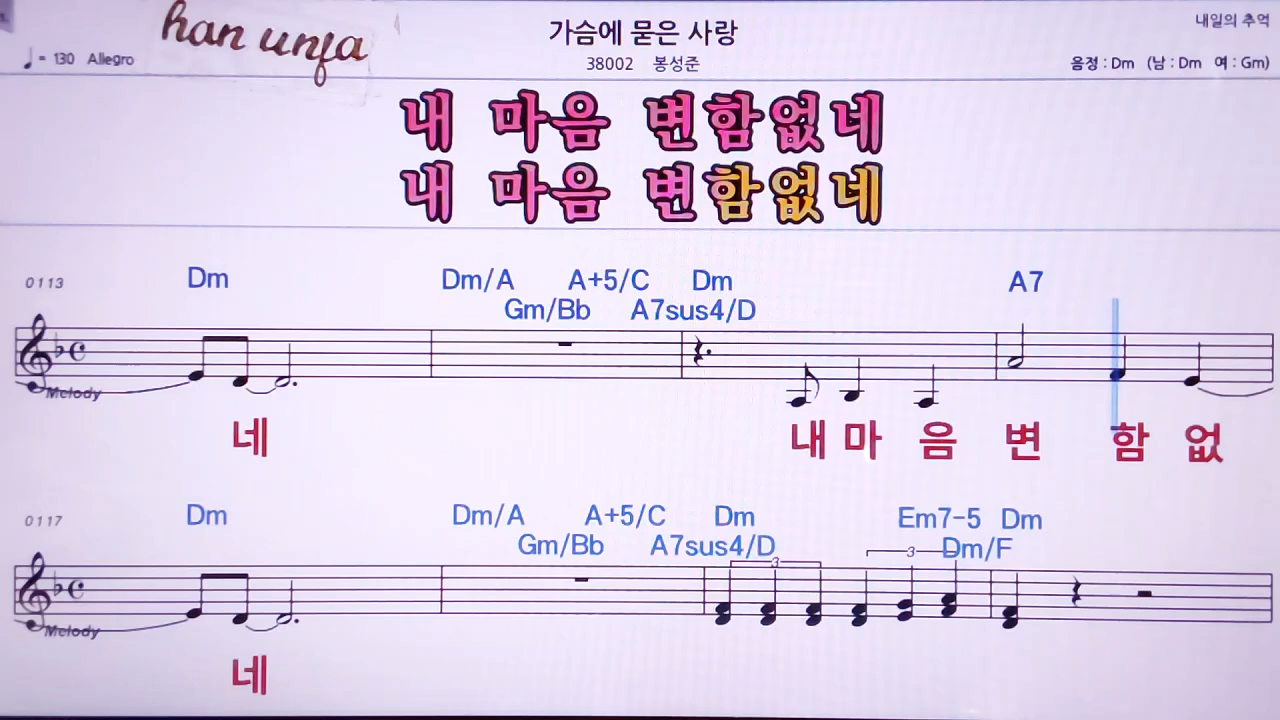 han unja
가슴에 묻은 사랑
내일의 추억
♩= 130 Allegro
38002 봉성준
음정 : Dm (남 : Dm 여 : Gm)
내 마음 변함없네
내 마음 변함없네
0113 Dm Dm/A A+5/C Dm A7
Gm/Bb A7sus4/D
Melody
네 내 마 음 변 함 없
0117 Dm Dm/A A+5/C Dm Em7-5 Dm
Gm/Bb A7sus4/D Dm/F
3 3
Melody
네